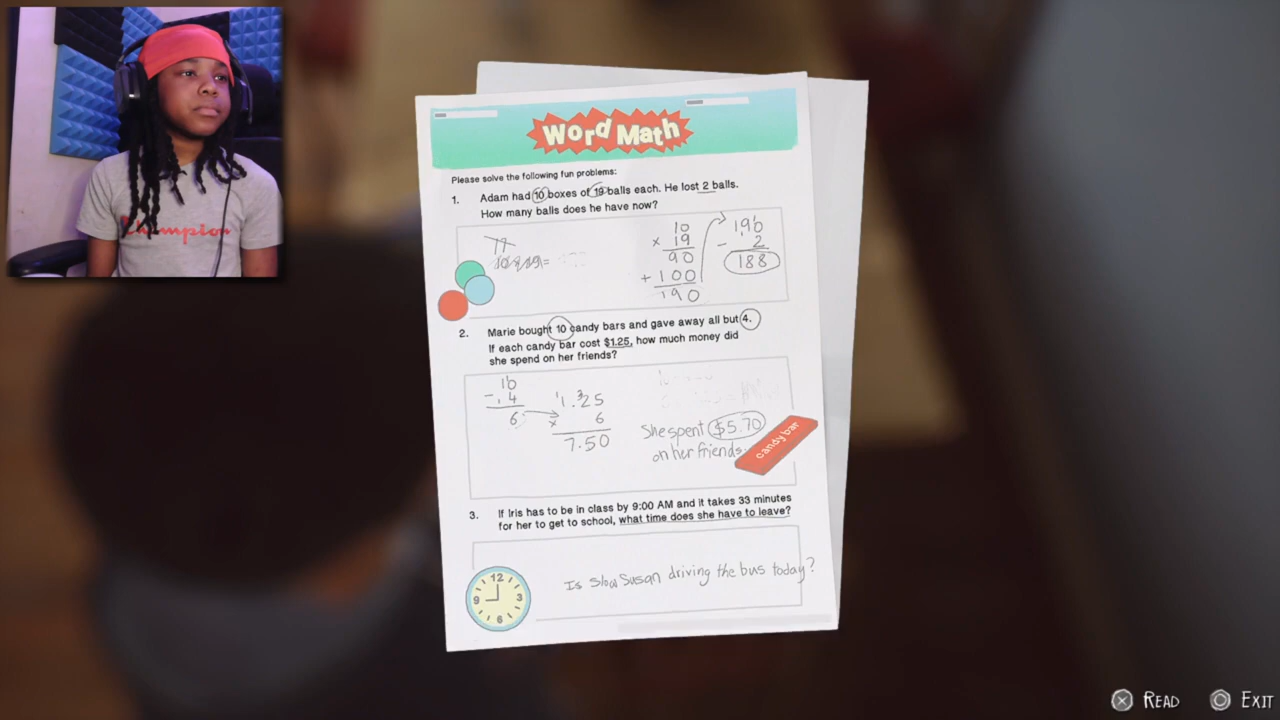 Champion
Word Math
Please solve the following fun problems:
1. Adam had 10 boxes of 19 balls each. He lost 2 balls.
How many balls does he have now?
10
x 19
90
+ 100
190
190
- 2
188
2. Marie bought 10 candy bars and gave away all but 4.
If each candy bar cost $1.25, how much money did
she spend on her friends?
10
- 4
6
3
1.25
x 6
7.50
She spent $5.70
on her friends.
candy bar
3. If Iris has to be in class by 9:00 AM and it takes 33 minutes
for her to get to school, what time does she have to leave?
12
9 3
6
Is Slow Susan driving the bus today?
READ EXIT